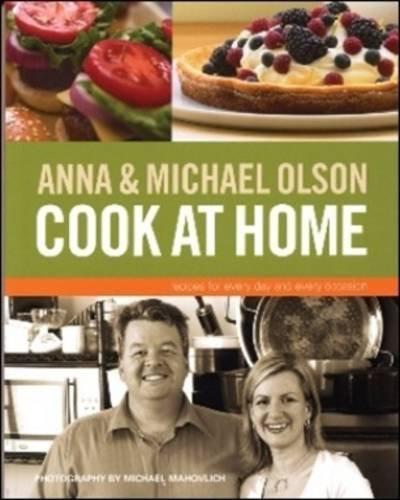 ANNA & MICHAEL OLSON
COOK AT HOME
recipes for every day and every occasion
PHOTOGRAPHY BY MICHAEL MAHOVLICH